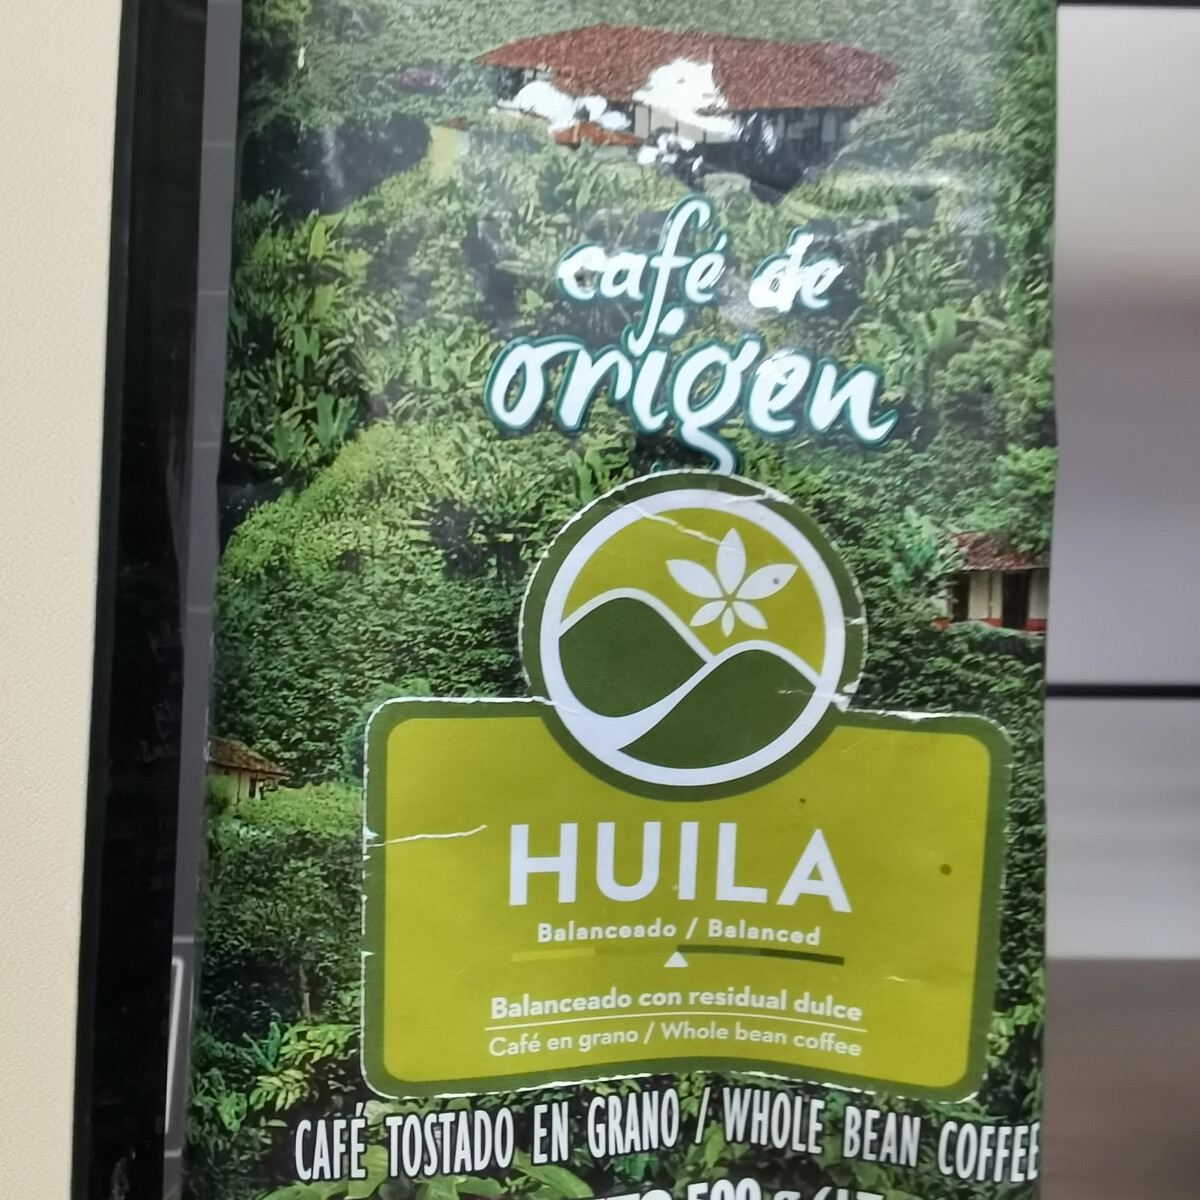 café de
origen
HUILA
Balanceado / Balanced
Balanceado con residual dulce
Café en grano / Whole bean coffee
CAFÉ TOSTADO EN GRANO / WHOLE BEAN COFFEE
500 g